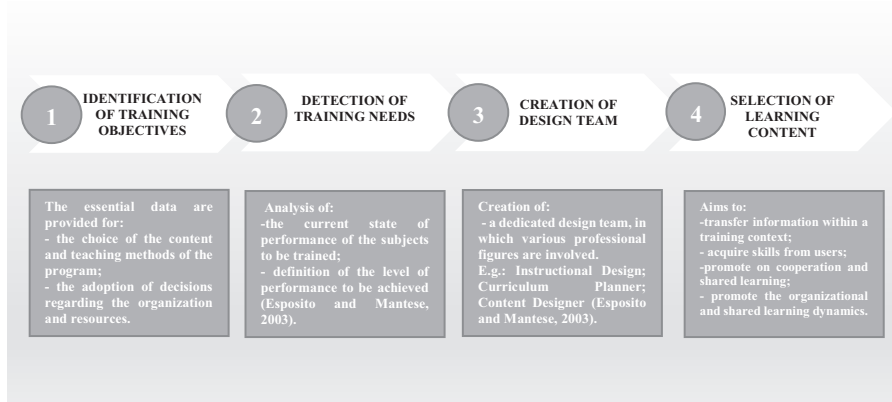 1
IDENTIFICATION
OF TRAINING
OBJECTIVES
2
DETECTION OF
TRAINING NEEDS
3
CREATION OF
DESIGN TEAM
4
SELECTION OF
LEARNING
CONTENT
The essential data are
provided for:
- the choice of the content
and teaching methods of the
program;
- the adoption of decisions
regarding the organization
and resources.
Analysis of:
-the current state of
performance of the subjects
to be trained;
- definition of the level of
performance to be achieved
(Esposito and Mantese,
2003).
Creation of:
- a dedicated design team, in
which various professional
figures are involved.
E.g.: Instructional Design;
Curriculum Planner;
Content Designer (Esposito
and Mantese, 2003).
Aims to:
-transfer information within a
training context;
- acquire skills from users;
-promote on cooperation and
shared learning;
- promote the organizational
and shared learning dynamics.